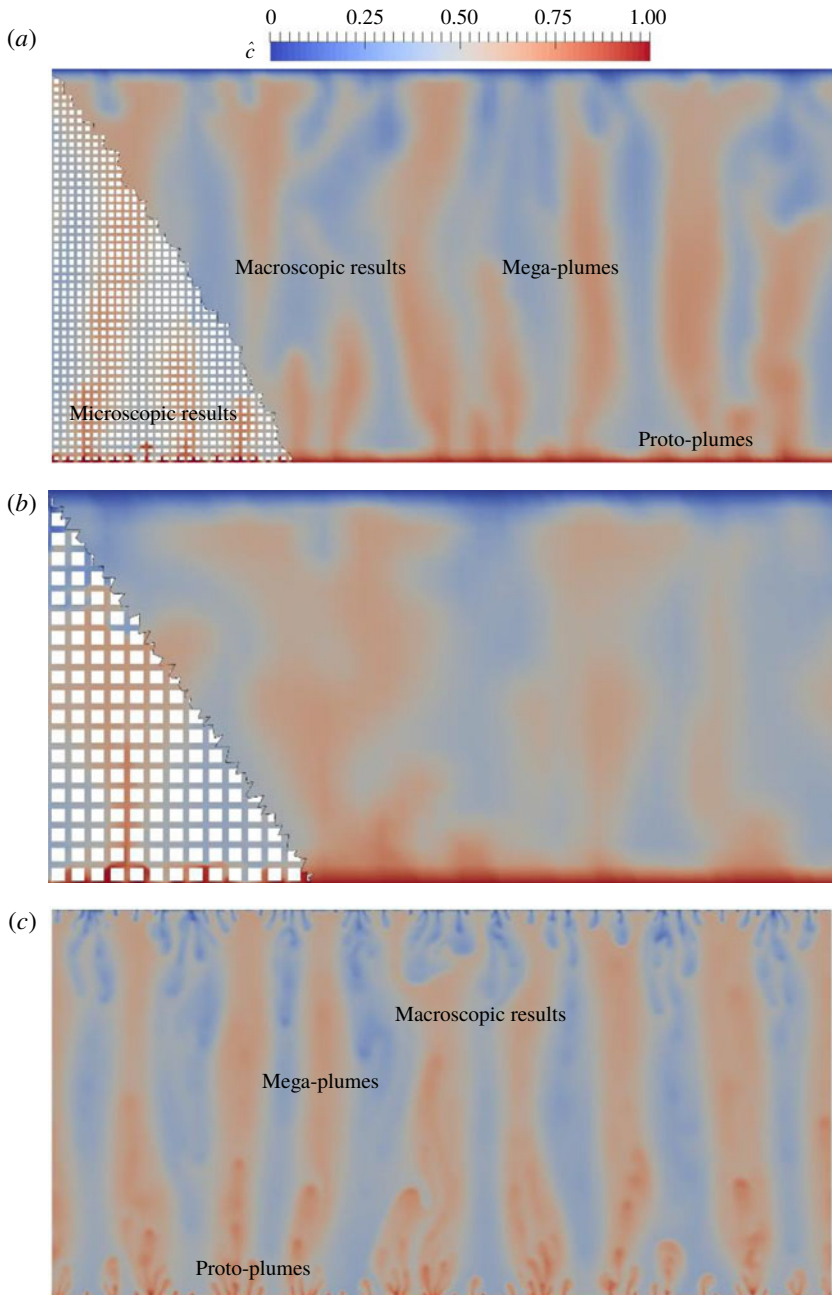 0 0.25 0.50 0.75 1.00
ĉ
(a)
Macroscopic results
Mega-plumes
Microscopic results
Proto-plumes
(b)
(c)
Macroscopic results
Mega-plumes
Proto-plumes